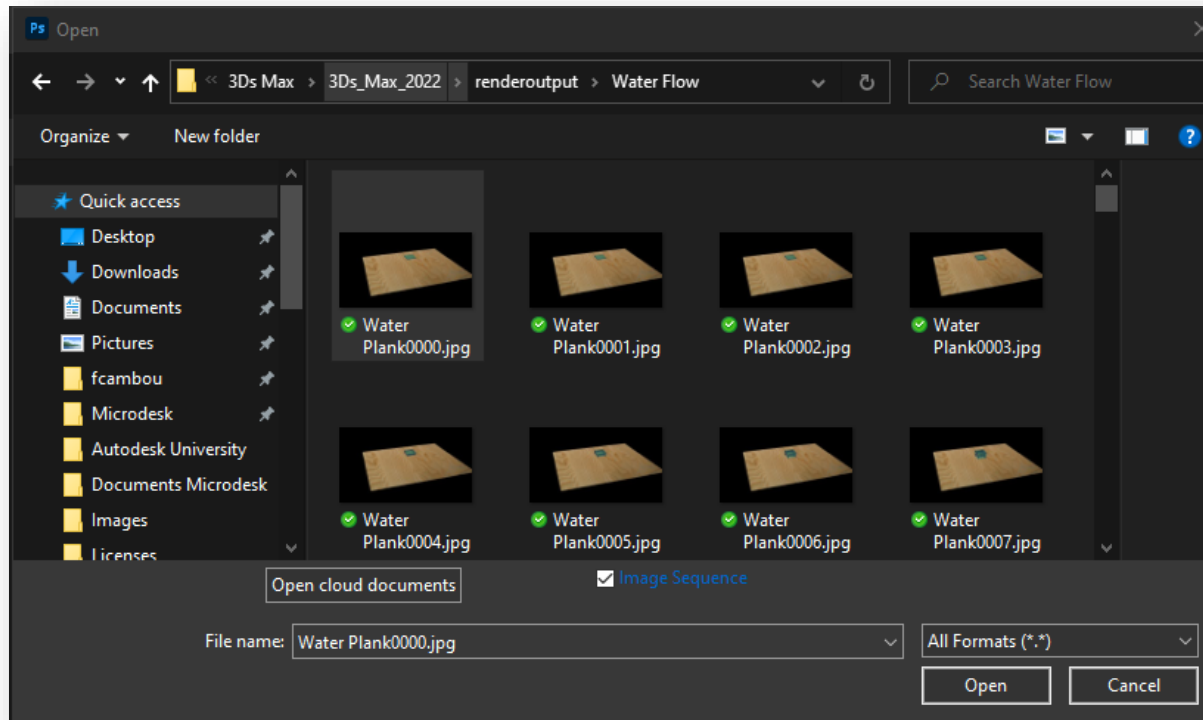 Ps Open
« 3Ds Max > 3Ds_Max_2022 > renderoutput > Water Flow
Search Water Flow
Organize
New folder
?
Quick access
Desktop
Downloads
Documents
Pictures
fcambou
Microdesk
Autodesk University
Documents Microdesk
Images
Licenses
Water
Plank0000.jpg
Water
Plank0001.jpg
Water
Plank0002.jpg
Water
Plank0003.jpg
Water
Plank0004.jpg
Water
Plank0005.jpg
Water
Plank0006.jpg
Water
Plank0007.jpg
Open cloud documents
Image Sequence
File name: Water Plank0000.jpg
All Formats (*.*)
Open
Cancel